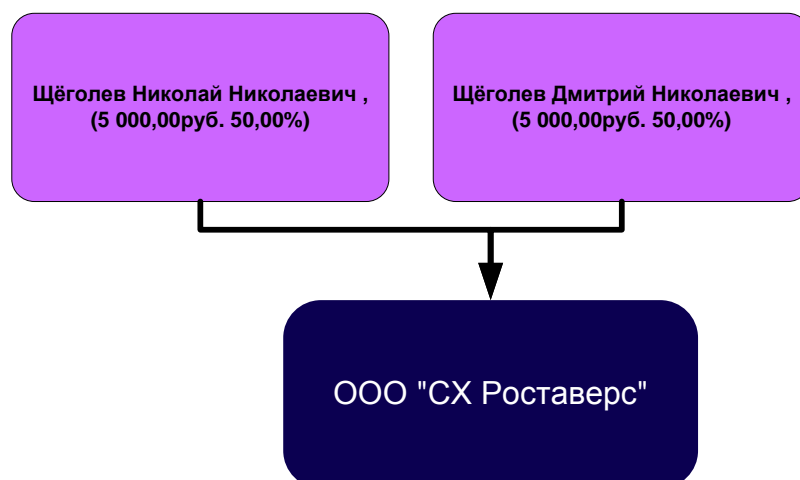 Щёголев Николай Николаевич ,
(5 000,00руб. 50,00%)
Щёголев Дмитрий Николаевич ,
(5 000,00руб. 50,00%)
ООО "СХ Роставерс"